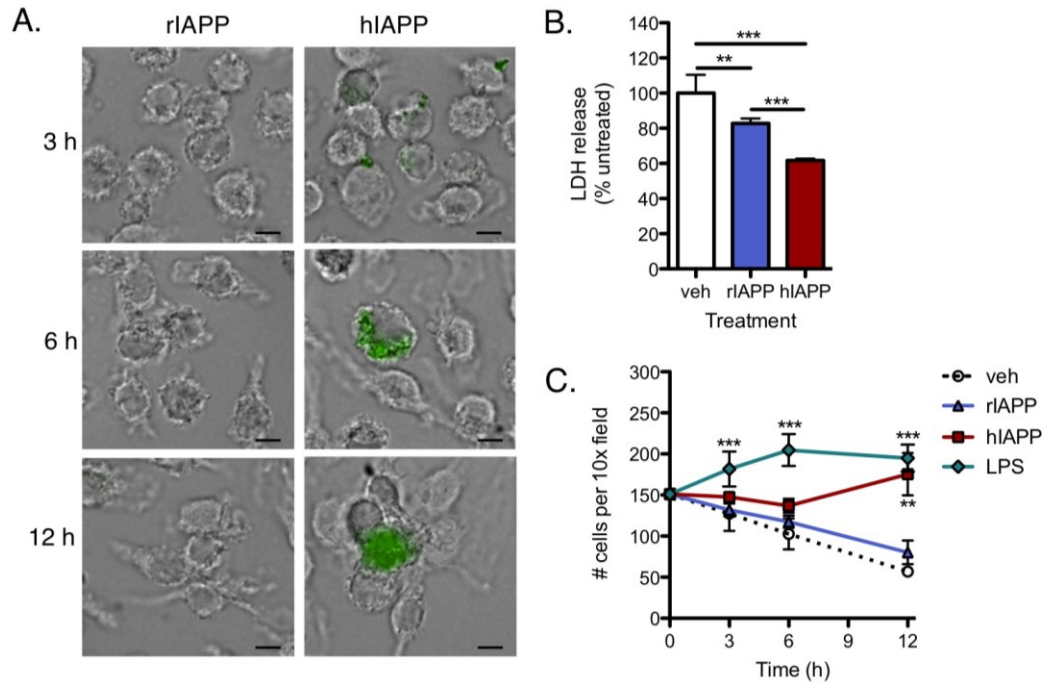 A.
rIAPP hIAPP
3 h
6 h
12 h
B.
LDH release
(% untreated)
140
120
100
80
60
40
20
0
***
**
***
veh rIAPP hIAPP
Treatment
C.
# cells per 10x field
300
250
200
150
100
50
0
***
***
***
**
0 3 6 9 12
Time (h)
veh
rIAPP
hIAPP
LPS